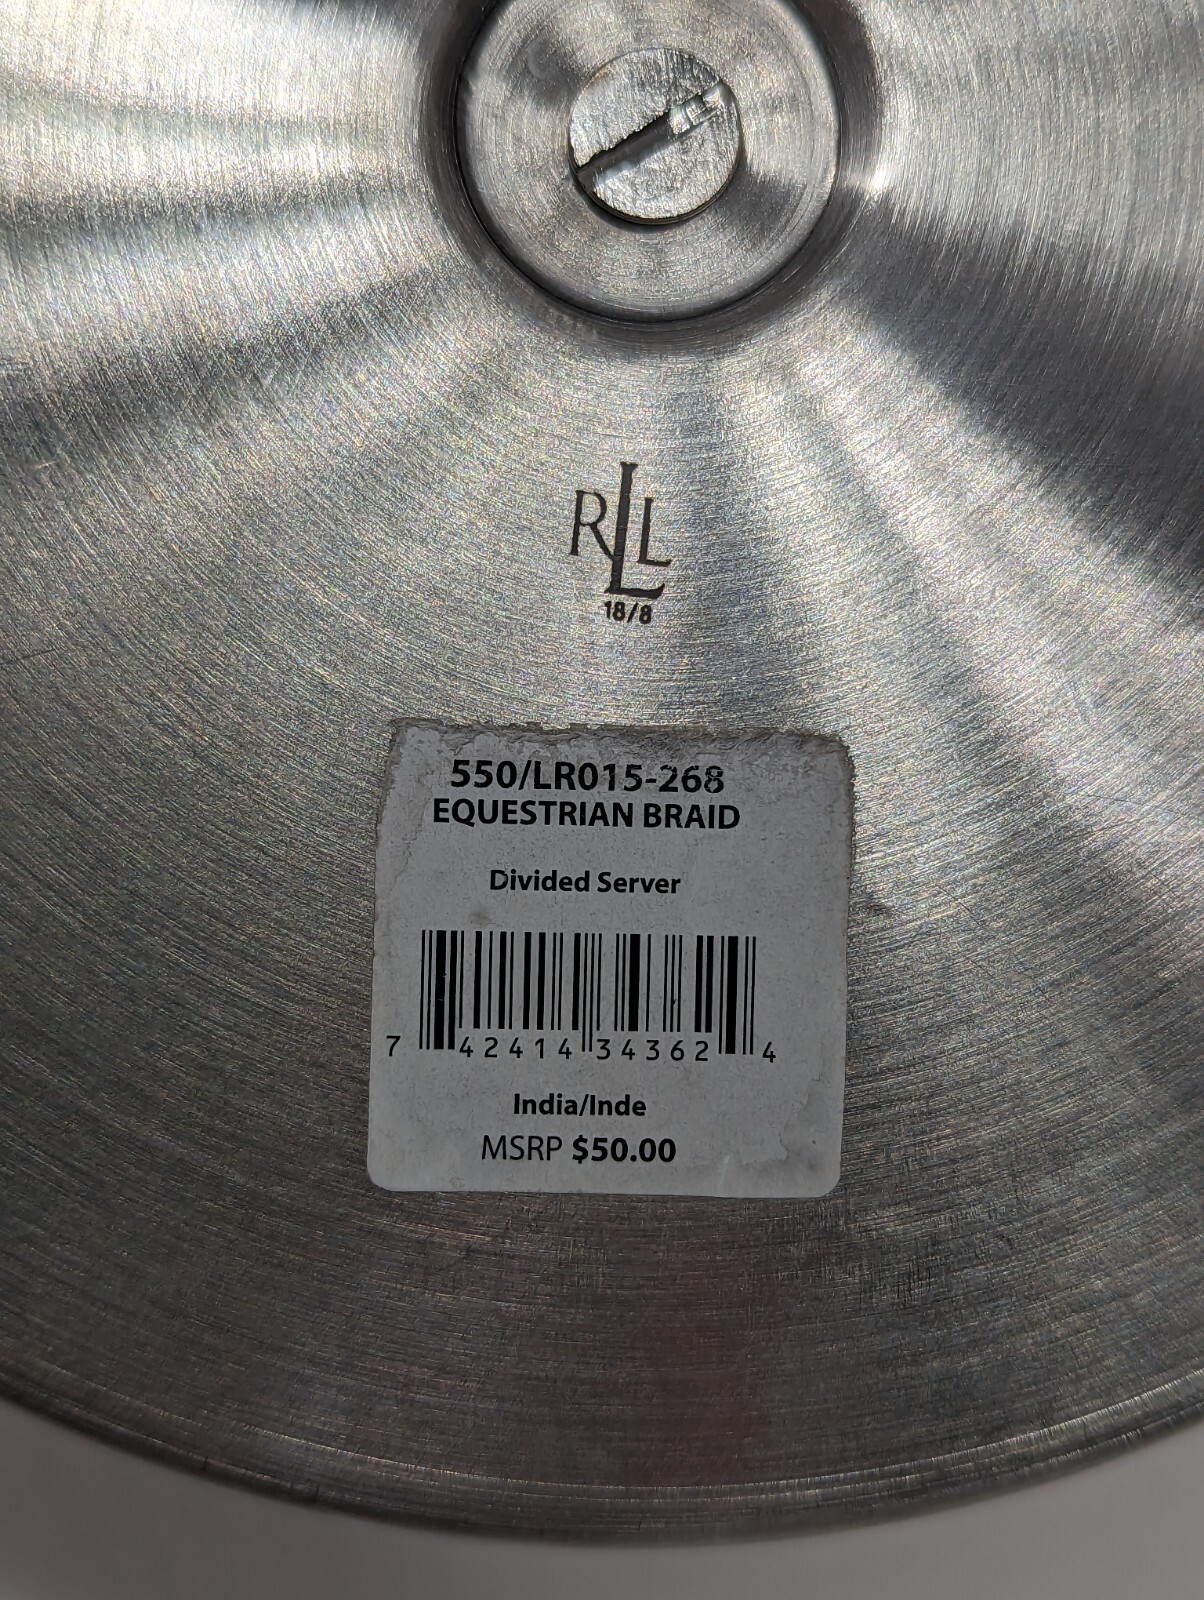 RLL
18/8
550/LR015-268
EQUESTRIAN BRAID
Divided Server
7 42414 34362 4
India/Inde
MSRP $50.00